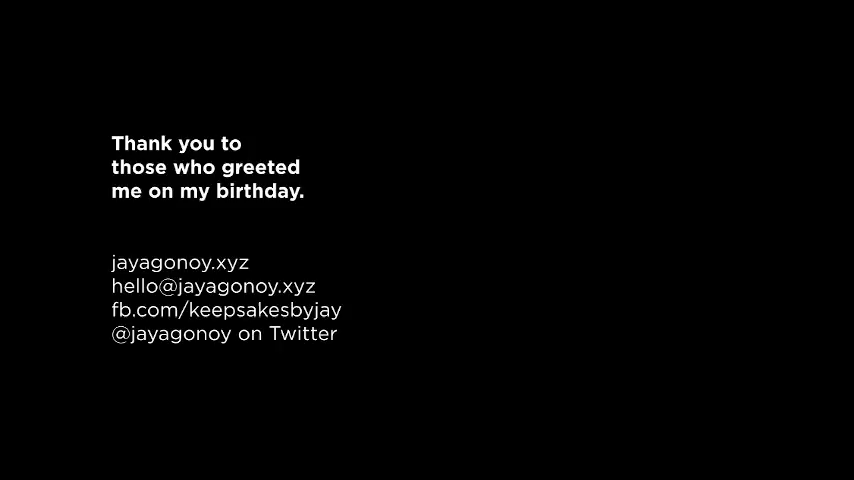 Thank you to
those who greeted
me on my birthday.
jayagonoy.xyz
hello@jayagonoy.xyz
fb.com/keepsakesbyjay
@jayagonoy on Twitter